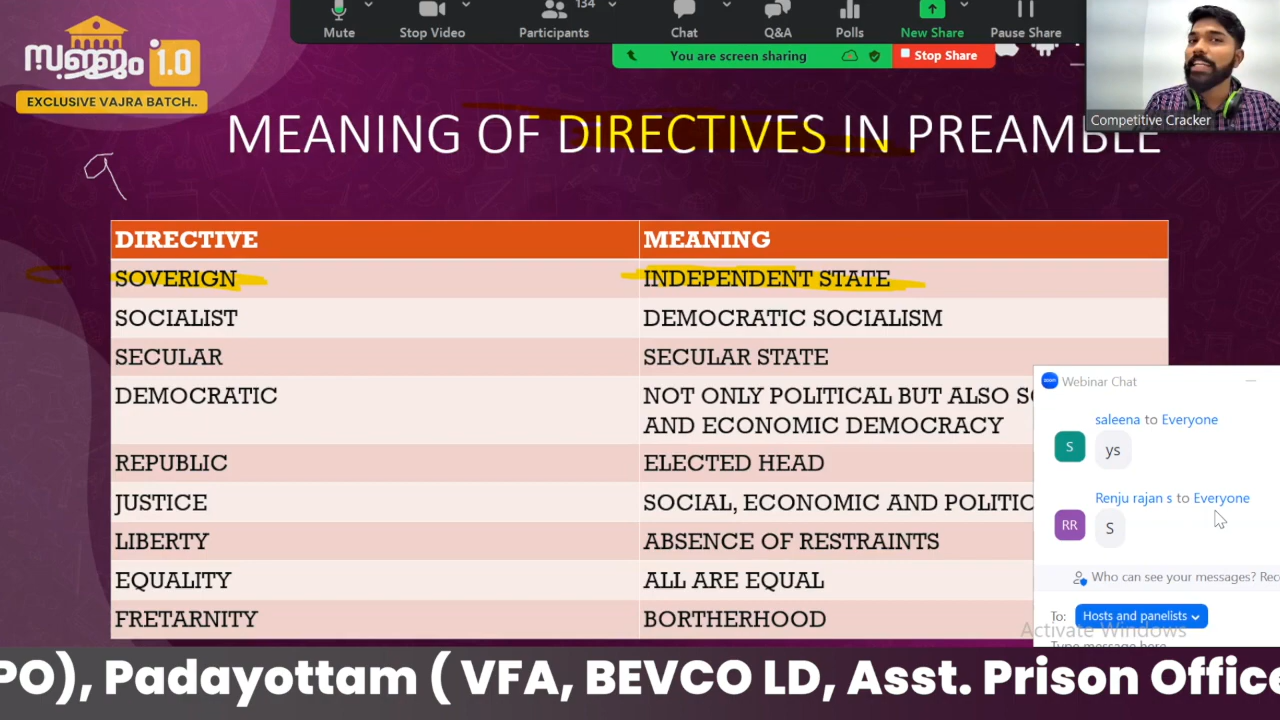 134
Mute
Stop Video
Participants
Chat
Q&A
Polls
New Share
Pause Share
You are screen sharing
Stop Share
1.0
EXCLUSIVE VAJRA BATCH..
Competitive Cracker
MEANING OF DIRECTIVES IN PREAMBLE
DIRECTIVE MEANING
SOVERIGN INDEPENDENT STATE
SOCIALIST DEMOCRATIC SOCIALISM
SECULAR SECULAR STATE
DEMOCRATIC NOT ONLY POLITICAL BUT ALSO
AND ECONOMIC DEMOCRACY
REPUBLIC ELECTED HEAD
JUSTICE SOCIAL, ECONOMIC AND POLITIC
LIBERTY ABSENCE OF RESTRAINTS
EQUALITY ALL ARE EQUAL
FRETARNITY BORTHERHOOD
Webinar Chat
saleena to Everyone
S
ys
Renju rajan s to Everyone
RR
S
Who can see your messages? Rec
To: Hosts and panelists
Activate Windows
Type message here
PO), Padayottam ( VFA, BEVCO LD, Asst. Prison Office